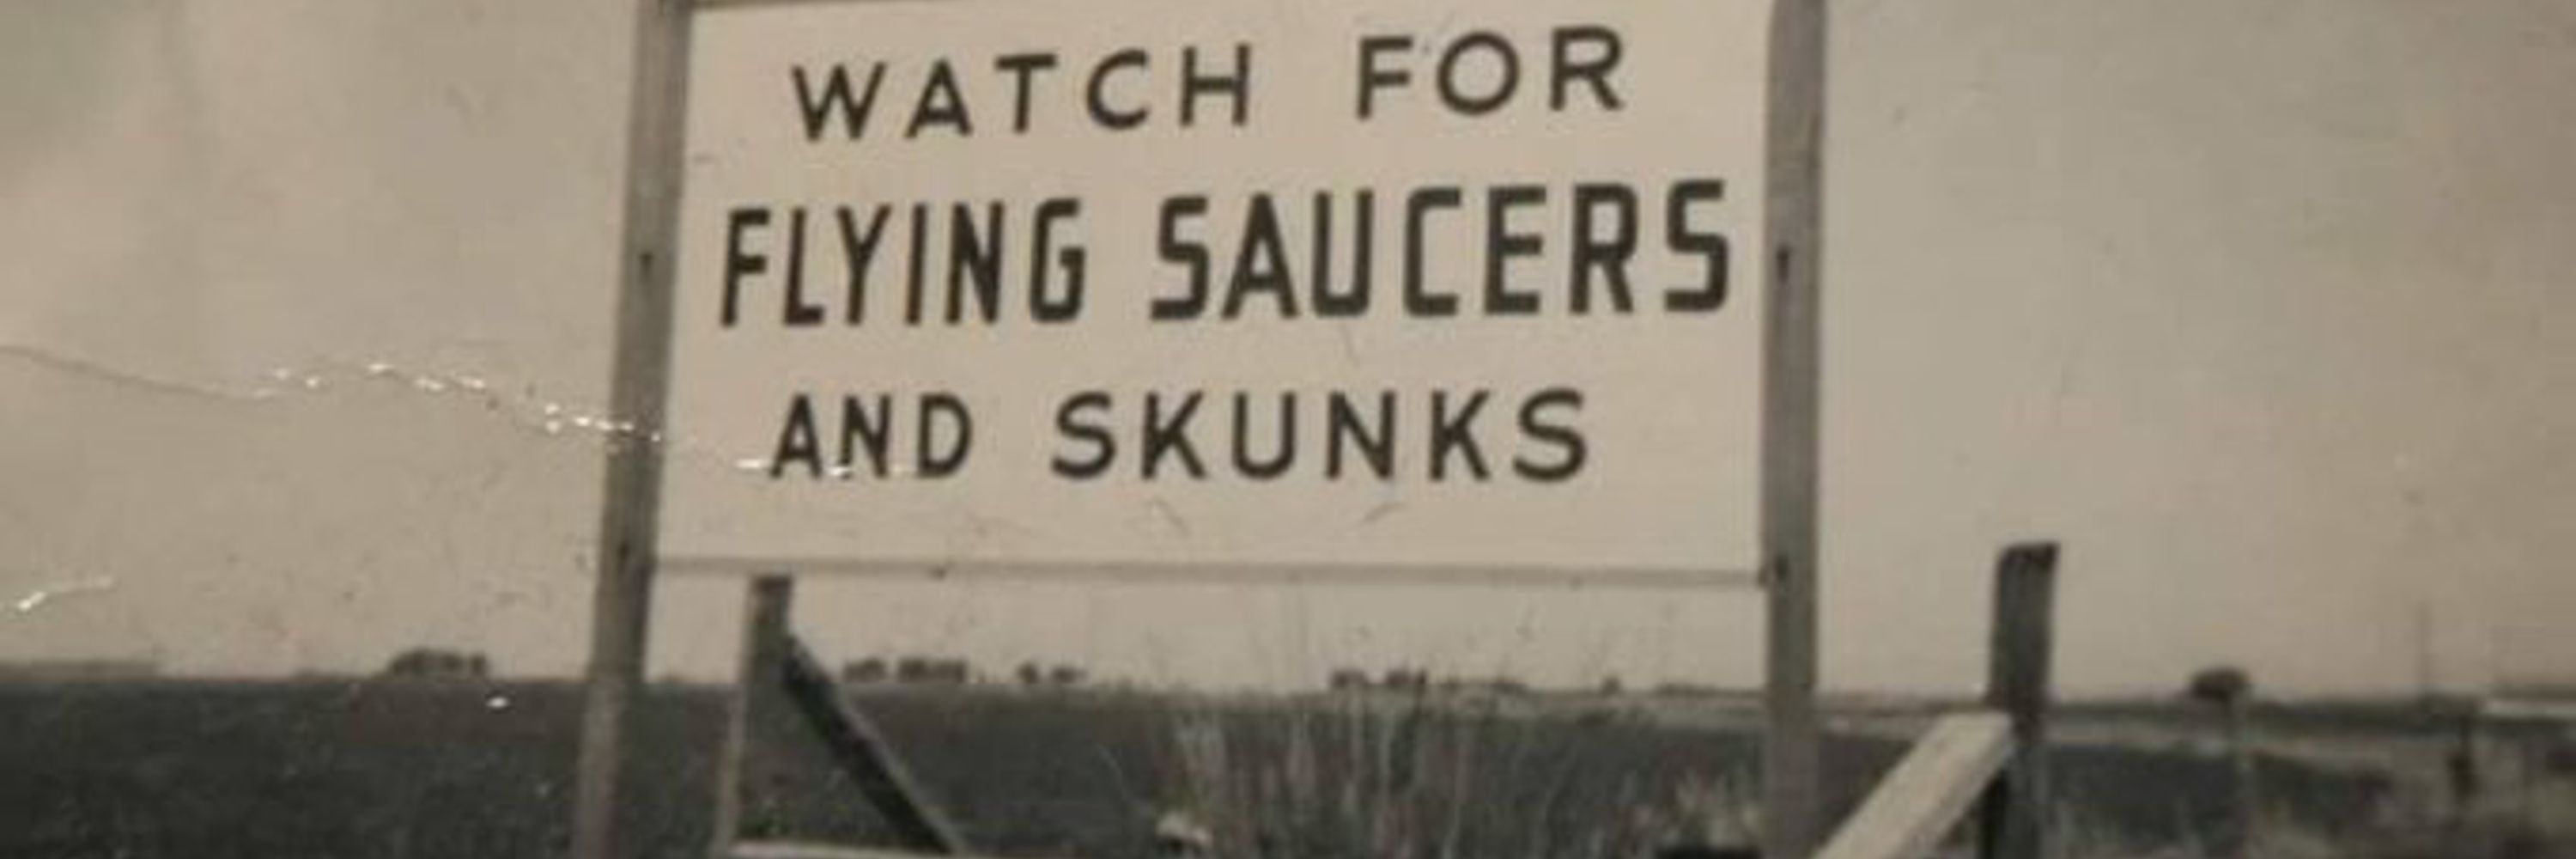 WATCH FOR
FLYING SAUCERS
AND SKUNKS